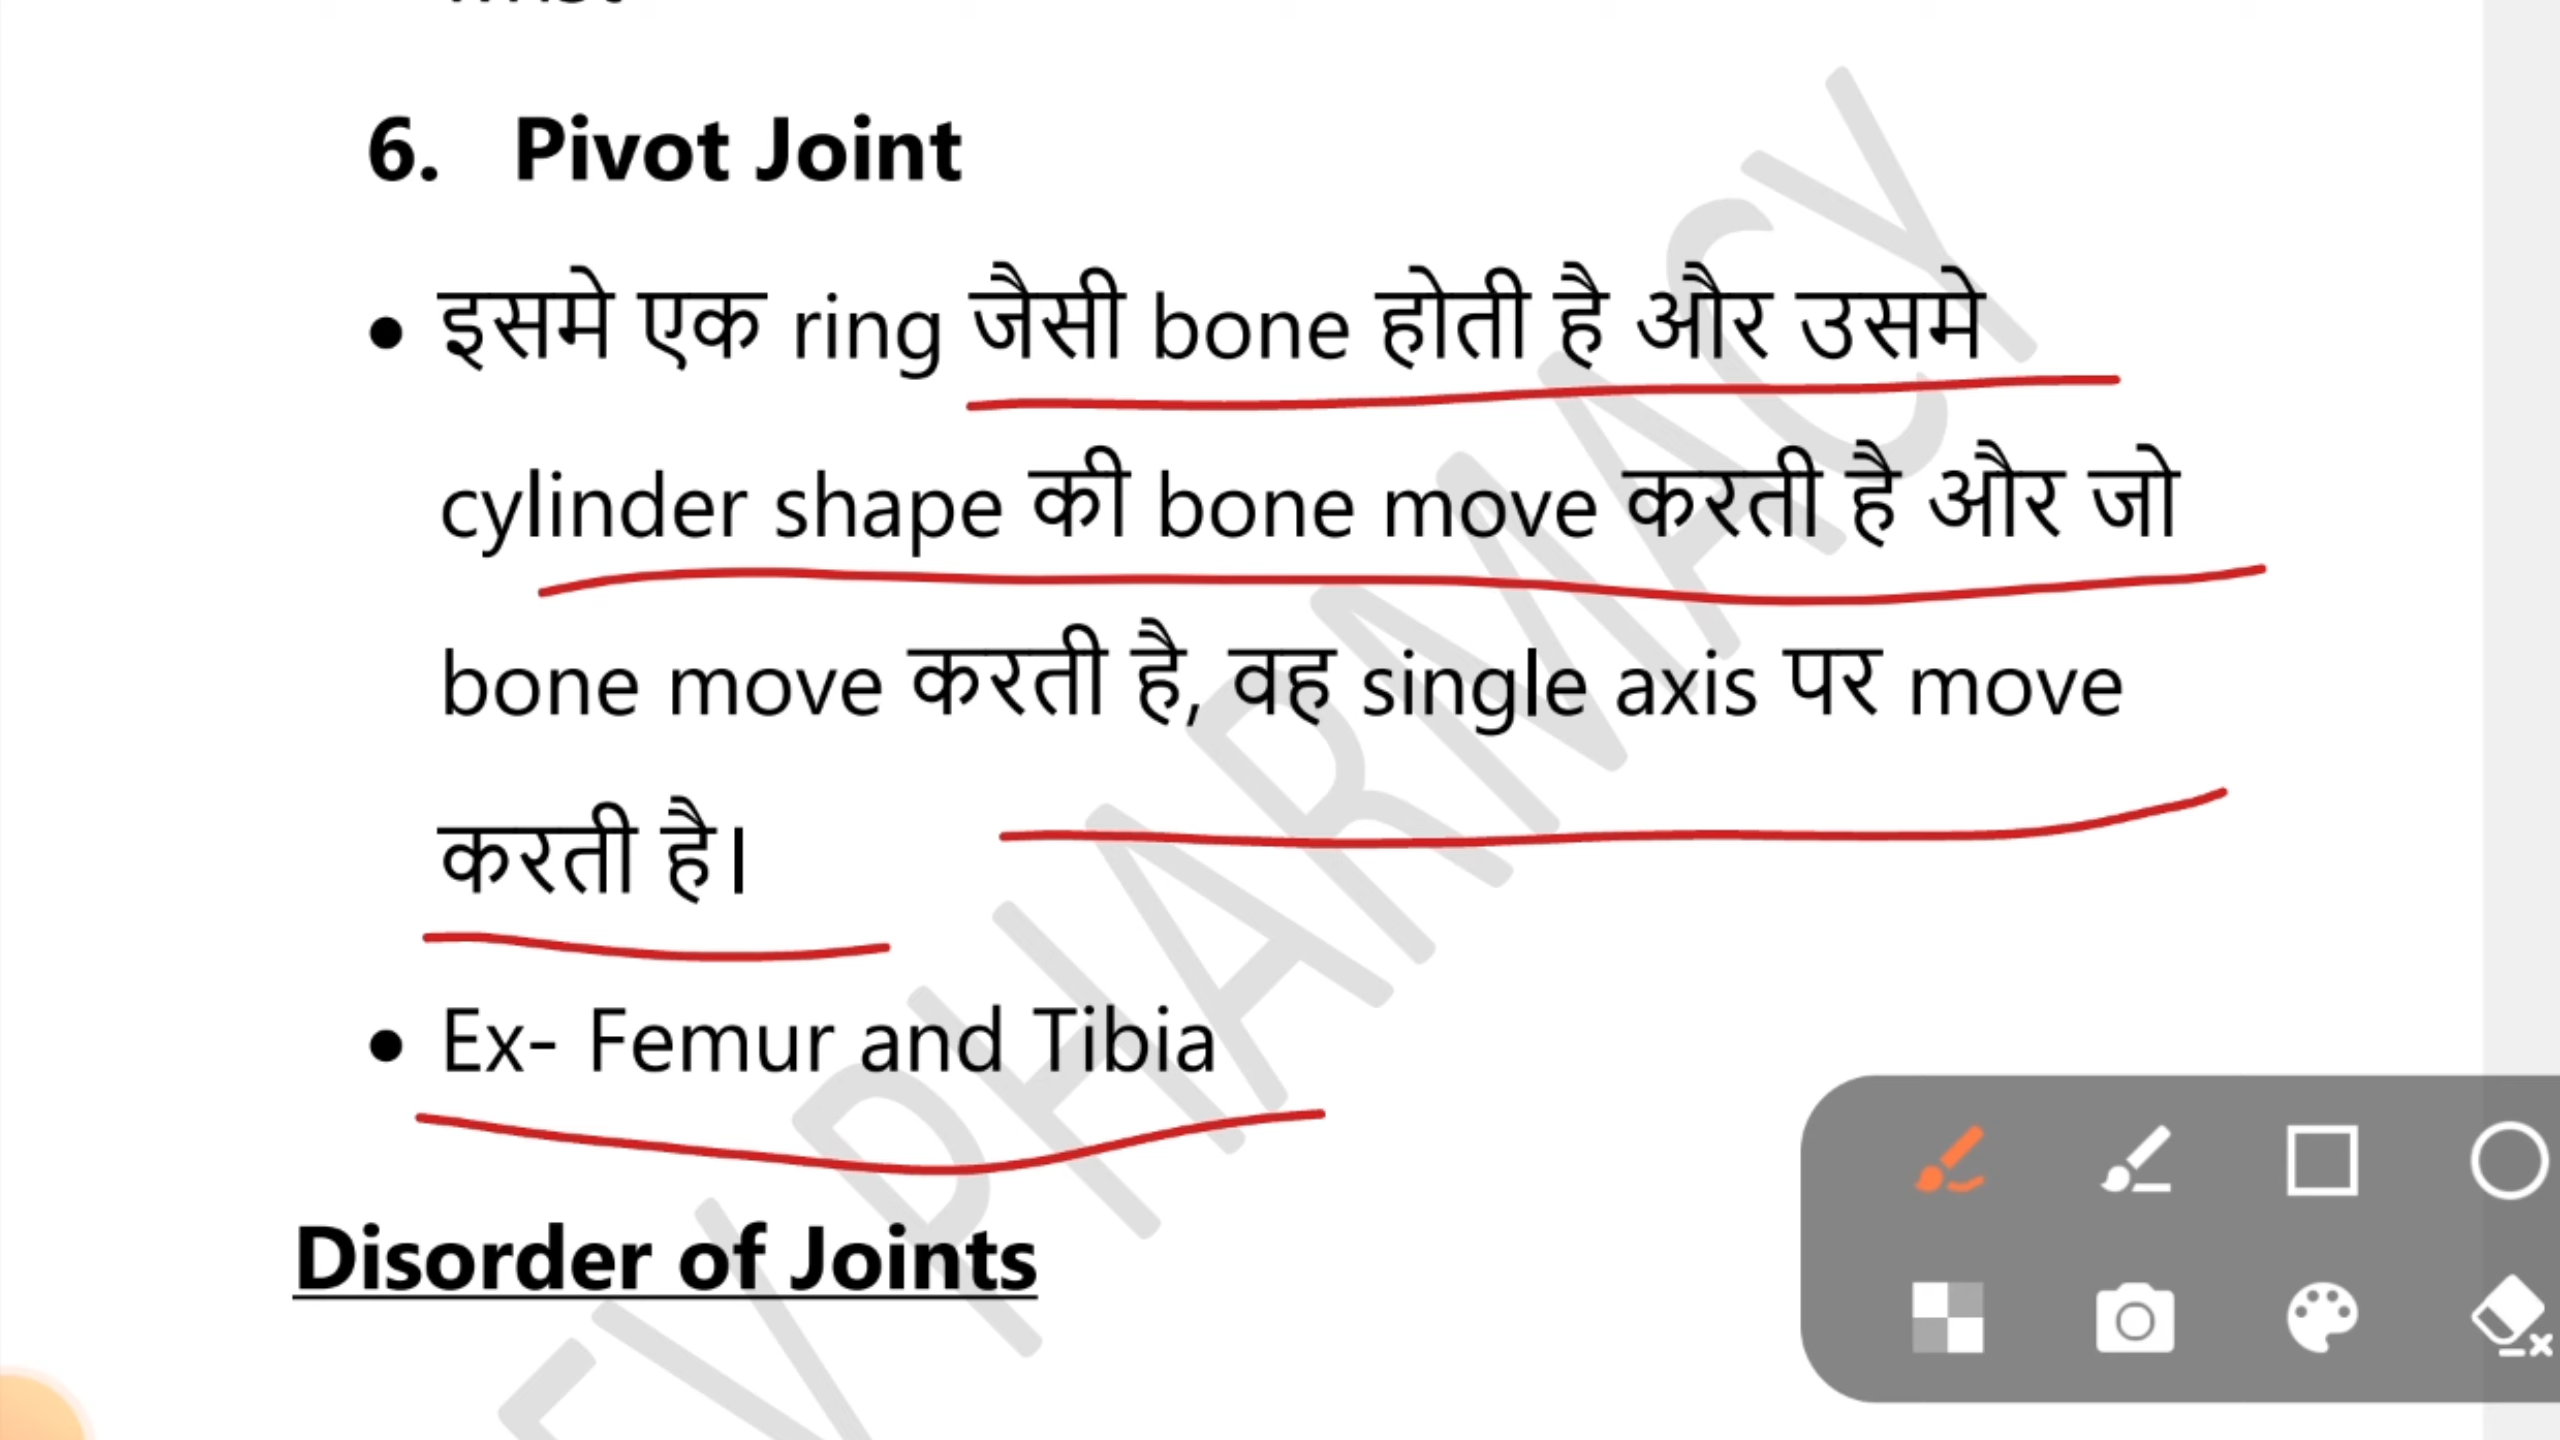 6. Pivot Joint
• इसमे एक ring जैसी bone होती है और उसमे
cylinder shape की bone move करती है और जो
bone move करती है, वह single axis पर move
करती है।
• Ex- Femur and Tibia
Disorder of Joints
PHARMACY